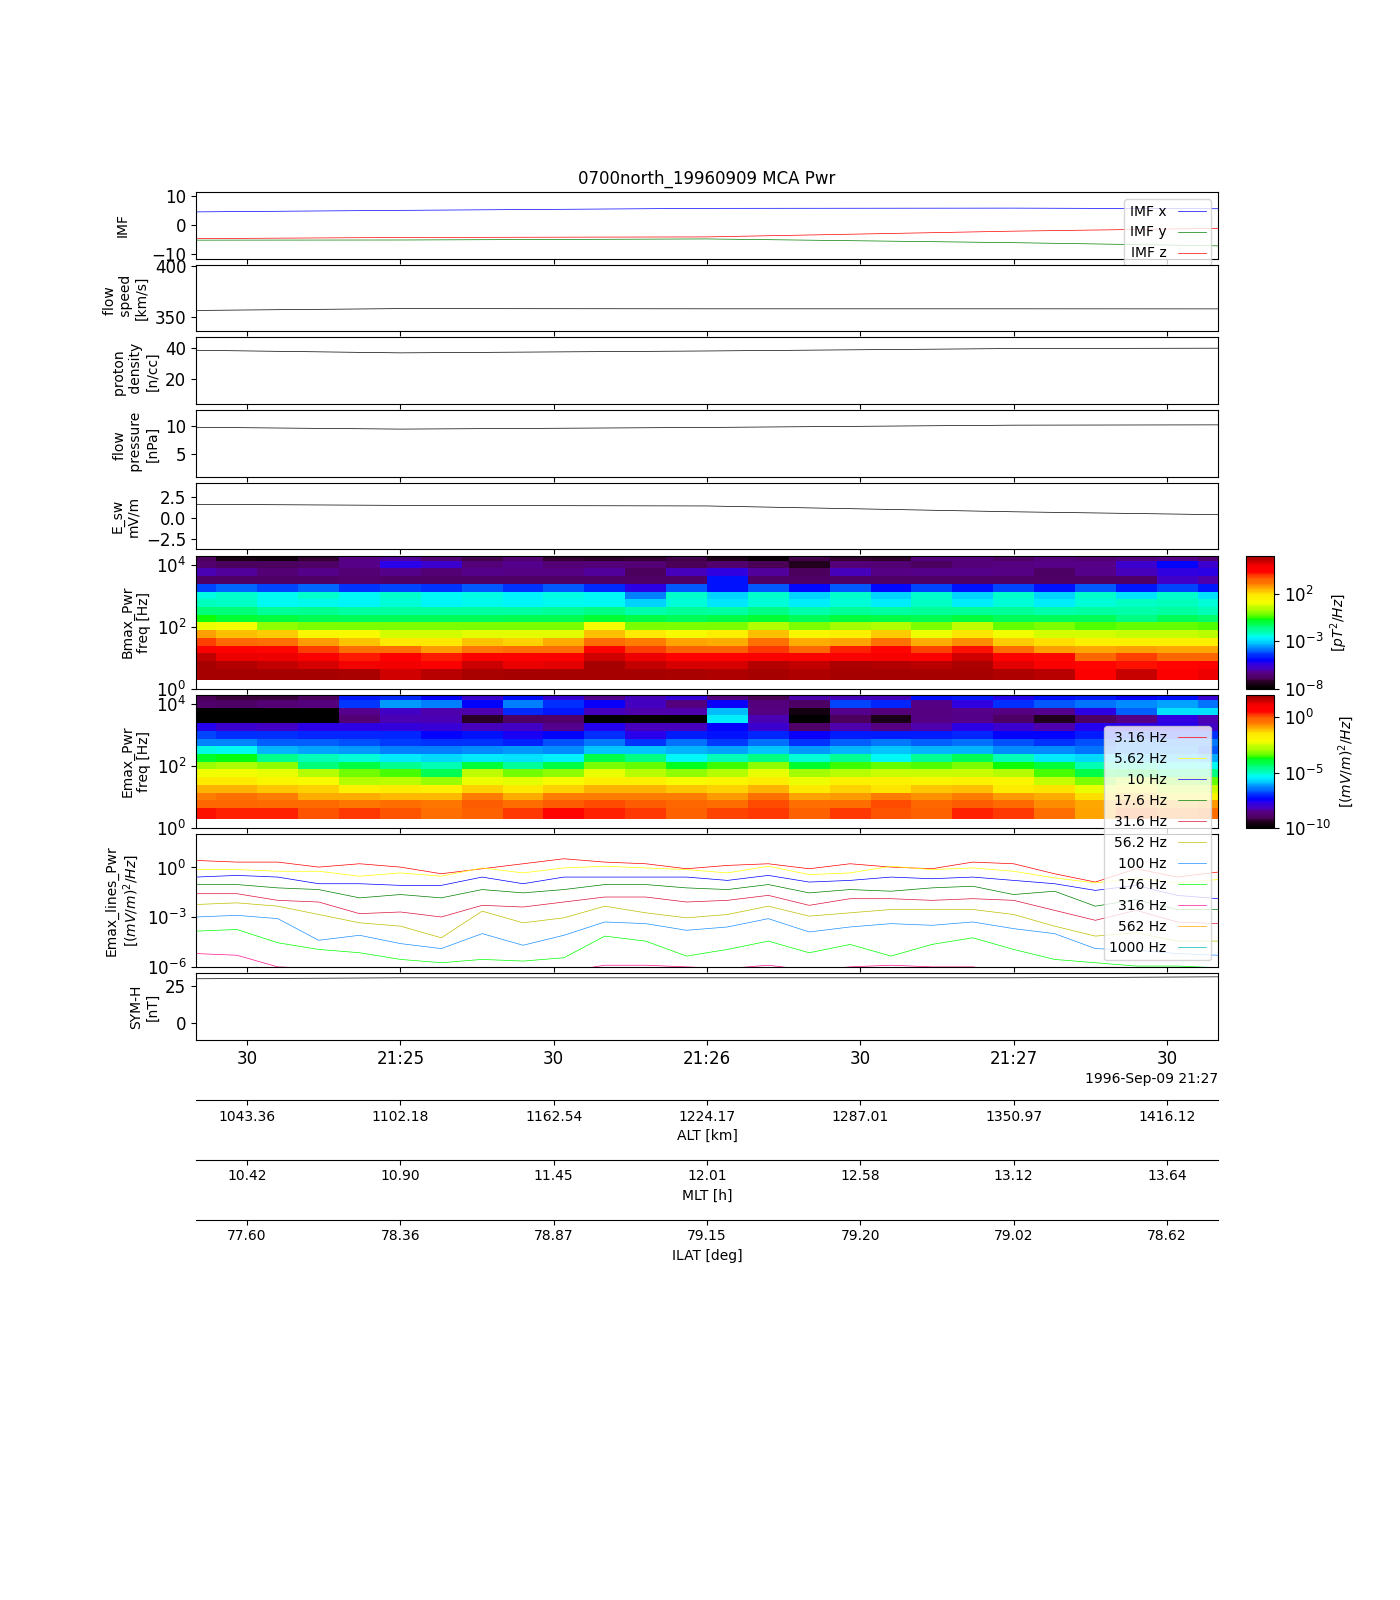 0700north_19960909 MCA Pwr
10
0
−10
IMF
IMF x
IMF y
IMF z
400
350
flow
speed
[km/s]
40
20
proton
density
[n/cc]
10
5
flow
pressure
[nPa]
2.5
0.0
−2.5
E_sw
mV/m
10^4
10^2
10^0
Bmax_Pwr
freq [Hz]
10^2
10^−3
10^−8
[pT^2/Hz]
10^4
10^2
10^0
Emax_Pwr
freq [Hz]
10^0
10^−5
10^−10
[(mV/m)^2/Hz]
3.16 Hz
5.62 Hz
10 Hz
17.6 Hz
31.6 Hz
56.2 Hz
100 Hz
176 Hz
316 Hz
562 Hz
1000 Hz
10^0
10^−3
10^−6
Emax_lines_Pwr
[(mV/m)^2/Hz]
25
0
SYM-H
[nT]
30 21:25 30 21:26 30 21:27 30
1996-Sep-09 21:27
1043.36 1102.18 1162.54 1224.17 1287.01 1350.97 1416.12
ALT [km]
10.42 10.90 11.45 12.01 12.58 13.12 13.64
MLT [h]
77.60 78.36 78.87 79.15 79.20 79.02 78.62
ILAT [deg]